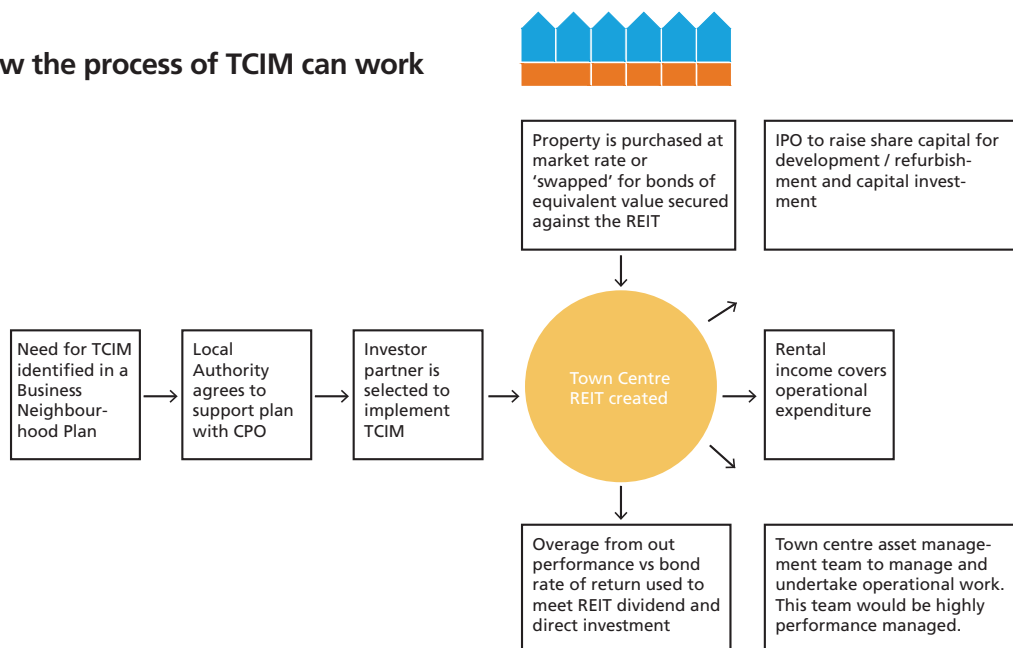 w the process of TCIM can work
Property is purchased at
market rate or
‘swapped’ for bonds of
equivalent value secured
against the REIT
IPO to raise share capital for
development / refurbish-
ment and capital invest-
ment
Need for TCIM
identified in a
Business
Neighbour-
hood Plan
Local
Authority
agrees to
support plan
with CPO
Investor
partner is
selected to
implement
TCIM
Town Centre
REIT created
Rental
income covers
operational
expenditure
Overage from out
performance vs bond
rate of return used to
meet REIT dividend and
direct investment
Town centre asset manage-
ment team to manage and
undertake operational work.
This team would be highly
performance managed.